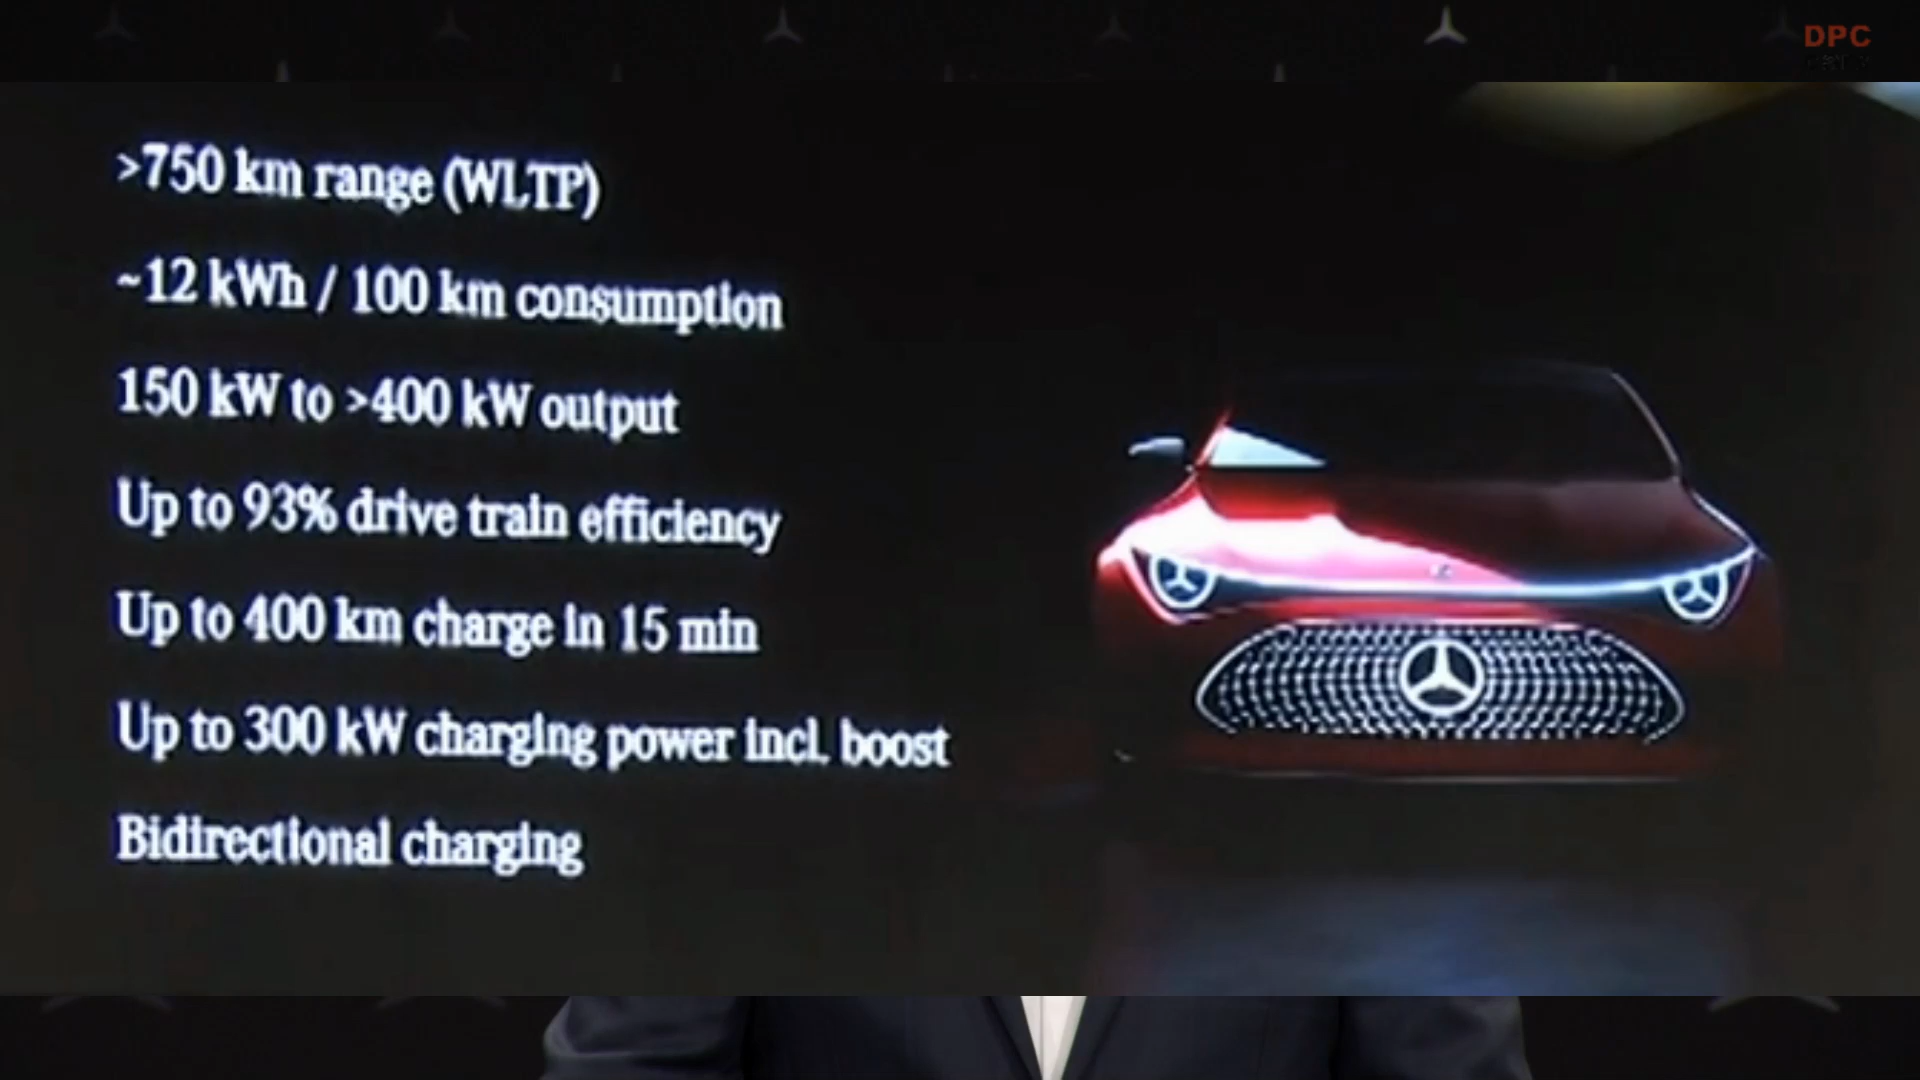 DPC
>750 km range (WLTP)
~12 kWh / 100 km consumption
150 kW to >400 kW output
Up to 93% drive train efficiency
Up to 400 km charge in 15 min
Up to 300 kW charging power incl. boost
Bidirectional charging